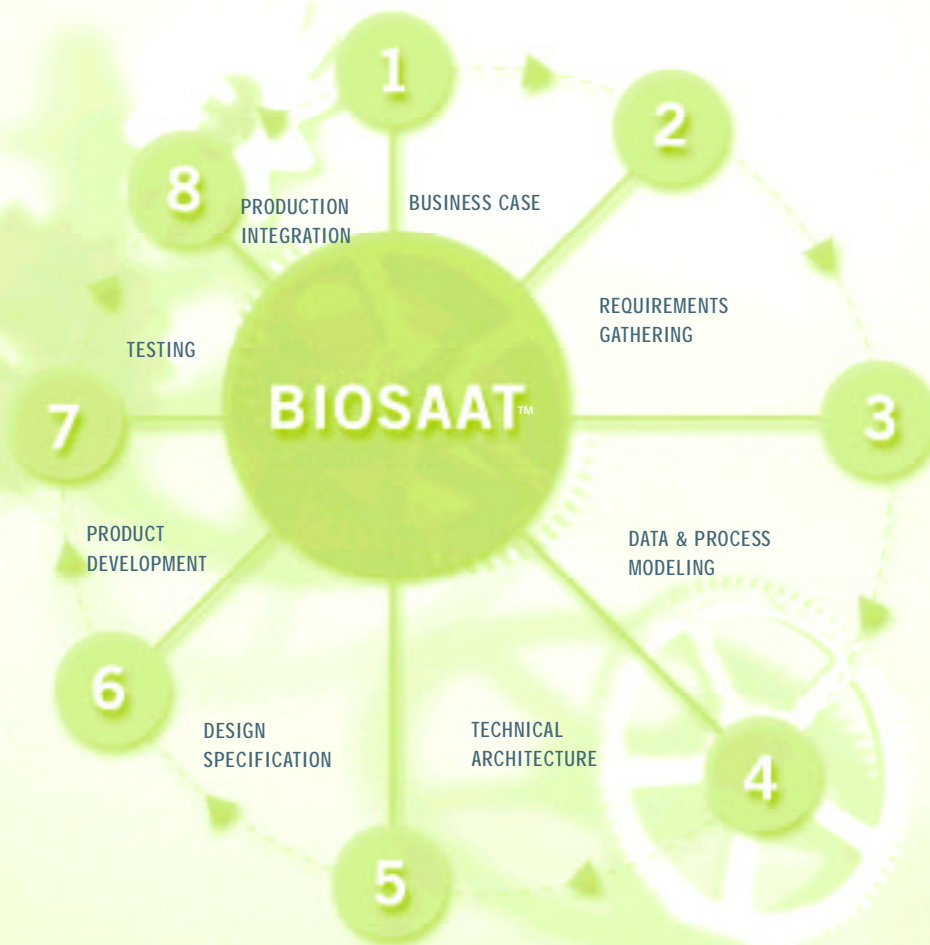 1
BUSINESS CASE
2
REQUIREMENTS
GATHERING
3
DATA & PROCESS
MODELING
4
TECHNICAL
ARCHITECTURE
5
DESIGN
SPECIFICATION
6
PRODUCT
DEVELOPMENT
7
TESTING
8
PRODUCTION
INTEGRATION
BIOSAAT™